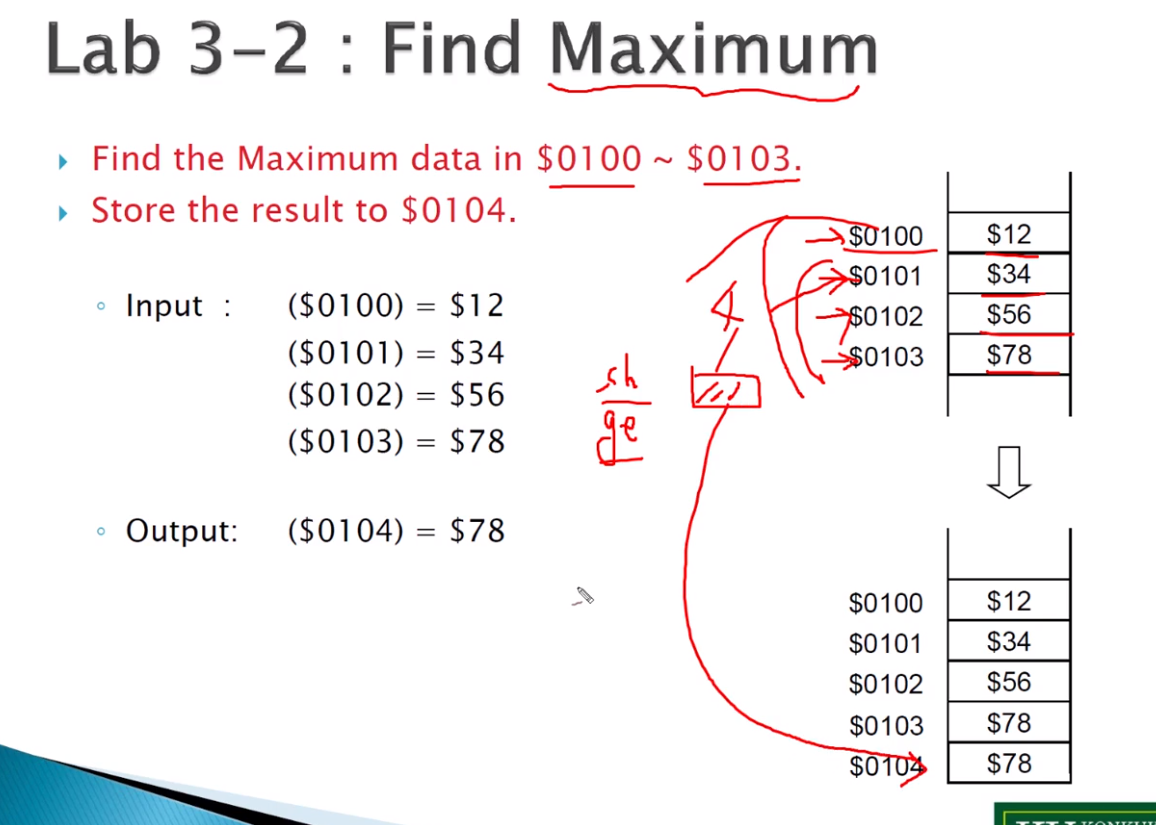 Lab 3-2 : Find Maximum
Find the Maximum data in $0100 ~ $0103.
Store the result to $0104.
Input : ($0100) = $12
($0101) = $34
($0102) = $56
($0103) = $78
Output: ($0104) = $78
$0100 $12
$0101 $34
$0102 $56
$0103 $78
sh
ge
$0100 $12
$0101 $34
$0102 $56
$0103 $78
$0104 $78